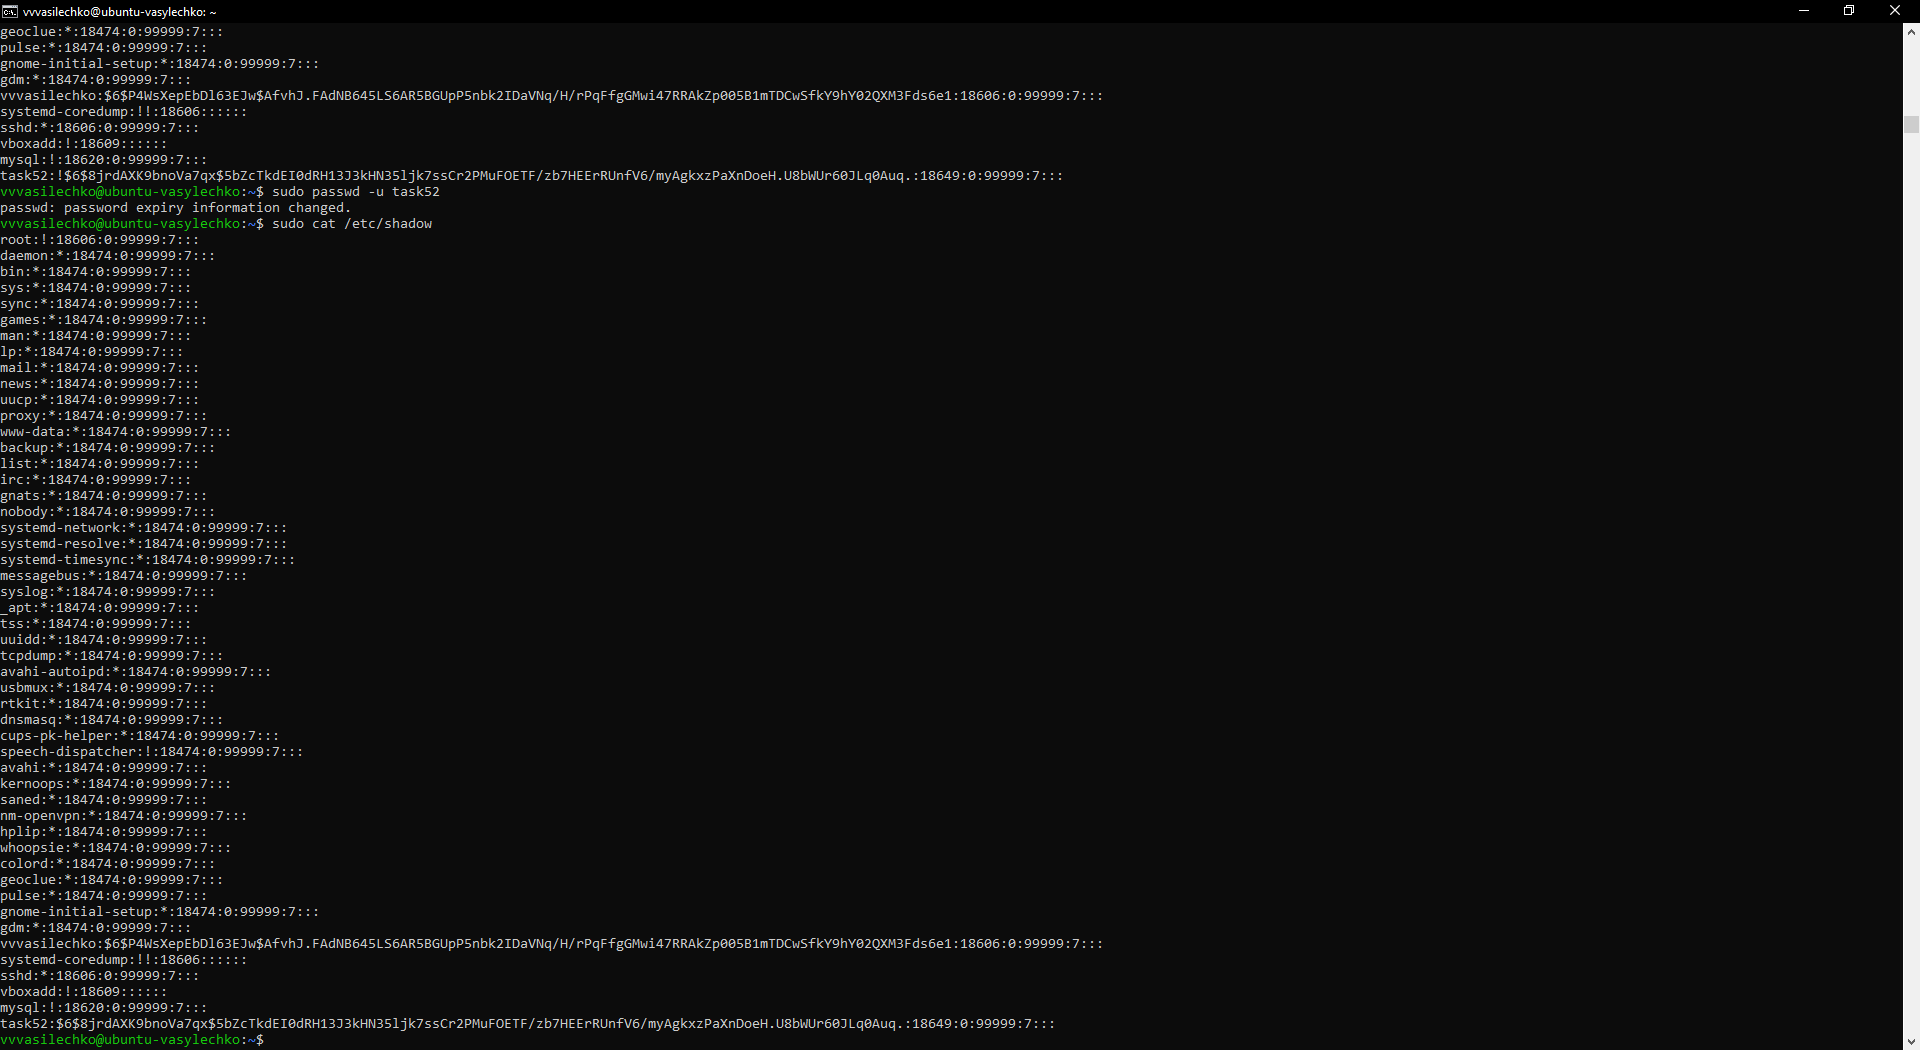 vvvasilechko@ubuntu-vasylechko: ~
geoclue:*:18474:0:99999:7:::
pulse:*:18474:0:99999:7:::
gnome-initial-setup:*:18474:0:99999:7:::
gdm:*:18474:0:99999:7:::
vvvasilechko:$6$P4WsXepEbDl63EJw$AfvhJ.FAdNB645LS6AR5BGUpP5nbk2IDaVNq/H/rPqFfgGMwi47RRAkZp005B1mTDCwSfkY9hY02QXM3Fds6e1:18606:0:99999:7:::
systemd-coredump:!!:18606::::::
sshd:*:18606:0:99999:7:::
vboxadd:!:18609::::::
mysql:!:18620:0:99999:7:::
task52:!$6$8jrdAXK9bnoVa7qx$5bZcTkdEI0dRH13J3kHN35ljk7ssCr2PMuFOETF/zb7HEErRUnfV6/myAgkxzPaXnDoeH.U8bWUr60JLq0Auq.:18649:0:99999:7:::
vvvasilechko@ubuntu-vasylechko:~$ sudo passwd -u task52
passwd: password expiry information changed.
vvvasilechko@ubuntu-vasylechko:~$ sudo cat /etc/shadow
root:!:18606:0:99999:7:::
daemon:*:18474:0:99999:7:::
bin:*:18474:0:99999:7:::
sys:*:18474:0:99999:7:::
sync:*:18474:0:99999:7:::
games:*:18474:0:99999:7:::
man:*:18474:0:99999:7:::
lp:*:18474:0:99999:7:::
mail:*:18474:0:99999:7:::
news:*:18474:0:99999:7:::
uucp:*:18474:0:99999:7:::
proxy:*:18474:0:99999:7:::
www-data:*:18474:0:99999:7:::
backup:*:18474:0:99999:7:::
list:*:18474:0:99999:7:::
irc:*:18474:0:99999:7:::
gnats:*:18474:0:99999:7:::
nobody:*:18474:0:99999:7:::
systemd-network:*:18474:0:99999:7:::
systemd-resolve:*:18474:0:99999:7:::
systemd-timesync:*:18474:0:99999:7:::
messagebus:*:18474:0:99999:7:::
syslog:*:18474:0:99999:7:::
_apt:*:18474:0:99999:7:::
tss:*:18474:0:99999:7:::
uuidd:*:18474:0:99999:7:::
tcpdump:*:18474:0:99999:7:::
avahi-autoipd:*:18474:0:99999:7:::
usbmux:*:18474:0:99999:7:::
rtkit:*:18474:0:99999:7:::
dnsmasq:*:18474:0:99999:7:::
cups-pk-helper:*:18474:0:99999:7:::
speech-dispatcher:!:18474:0:99999:7:::
avahi:*:18474:0:99999:7:::
kernoops:*:18474:0:99999:7:::
saned:*:18474:0:99999:7:::
nm-openvpn:*:18474:0:99999:7:::
hplip:*:18474:0:99999:7:::
whoopsie:*:18474:0:99999:7:::
colord:*:18474:0:99999:7:::
geoclue:*:18474:0:99999:7:::
pulse:*:18474:0:99999:7:::
gnome-initial-setup:*:18474:0:99999:7:::
gdm:*:18474:0:99999:7:::
vvvasilechko:$6$P4WsXepEbDl63EJw$AfvhJ.FAdNB645LS6AR5BGUpP5nbk2IDaVNq/H/rPqFfgGMwi47RRAkZp005B1mTDCwSfkY9hY02QXM3Fds6e1:18606:0:99999:7:::
systemd-coredump:!!:18606::::::
sshd:*:18606:0:99999:7:::
vboxadd:!:18609::::::
mysql:!:18620:0:99999:7:::
task52:$6$8jrdAXK9bnoVa7qx$5bZcTkdEI0dRH13J3kHN35ljk7ssCr2PMuFOETF/zb7HEErRUnfV6/myAgkxzPaXnDoeH.U8bWUr60JLq0Auq.:18649:0:99999:7:::
vvvasilechko@ubuntu-vasylechko:~$